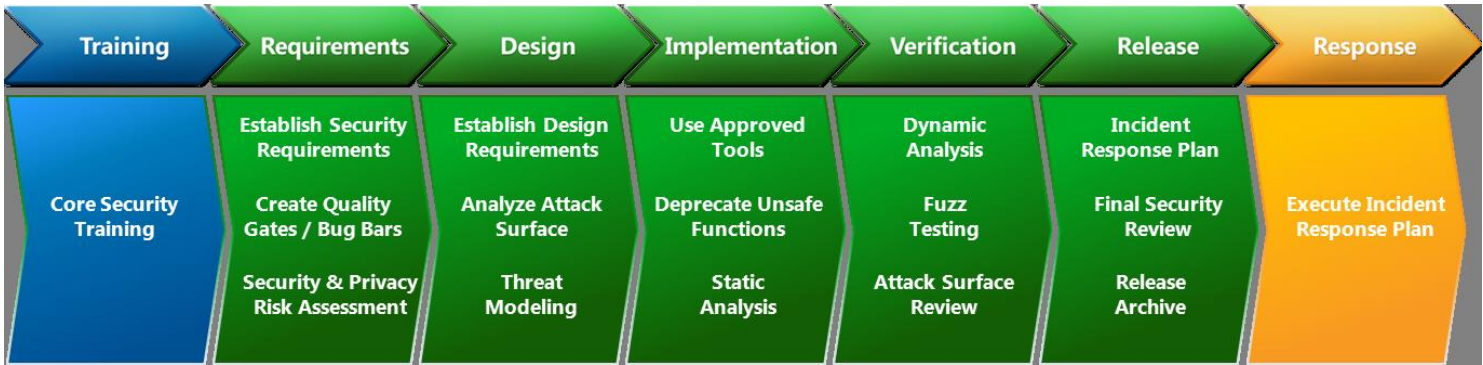 Training
Requirements
Design
Implementation
Verification
Release
Response
Core Security
Training
Establish Security
Requirements
Create Quality
Gates / Bug Bars
Security & Privacy
Risk Assessment
Establish Design
Requirements
Analyze Attack
Surface
Threat
Modeling
Use Approved
Tools
Deprecate Unsafe
Functions
Static
Analysis
Dynamic
Analysis
Fuzz
Testing
Attack Surface
Review
Incident
Response Plan
Final Security
Review
Release
Archive
Execute Incident
Response Plan